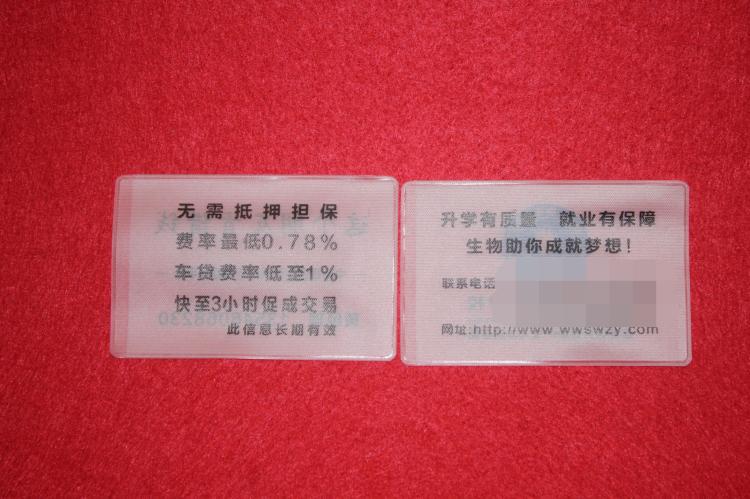 无需抵押担保
费率最低0.78%
车贷费率低至1%
快至3小时促成交易
此信息长期有效
升学有质量 就业有保障
生物助你成就梦想!
联系电话
网址:http://www.wwswzy.com